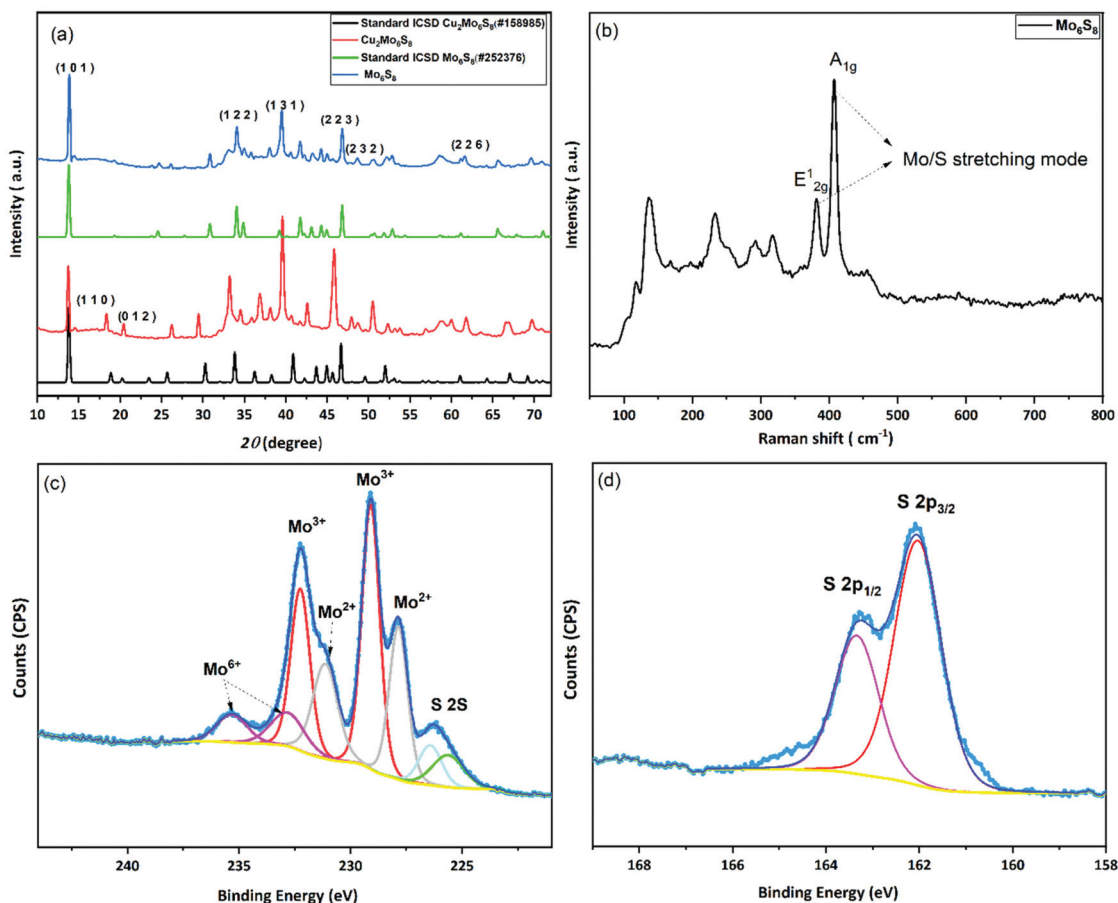 (a)
Standard ICSD Cu₂Mo₆S₈(#158985)
Cu₂Mo₆S₈
Standard ICSD Mo₆S₈(#252376)
Mo₆S₈
(1 0 1)
(1 2 2)
(1 3 1)
(2 2 3)
(2 3 2)
(2 2 6)
(1 1 0)
(0 1 2)
Intensity ( a.u.)
10 15 20 25 30 35 40 45 50 55 60 65 70
2θ (degree)
(b)
Mo₆S₈
A₁g
E¹₂g
Mo/S stretching mode
Intensity (a.u.)
100 200 300 400 500 600 700 800
Raman shift ( cm⁻¹)
(c)
Mo³⁺
Mo³⁺
Mo²⁺
Mo²⁺
Mo⁶⁺
S 2S
Counts (CPS)
240 235 230 225
Binding Energy (eV)
(d)
S 2p₃/₂
S 2p₁/₂
Counts (CPS)
168 166 164 162 160 158
Binding Energy (eV)